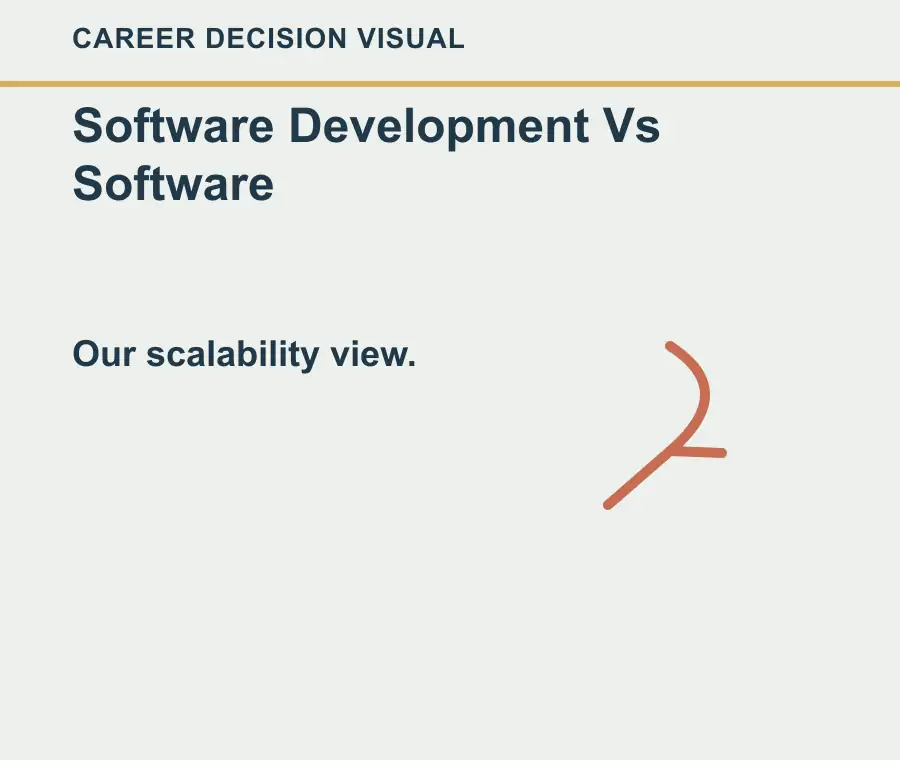 CAREER DECISION VISUAL
Software Development Vs
Software
Our scalability view.